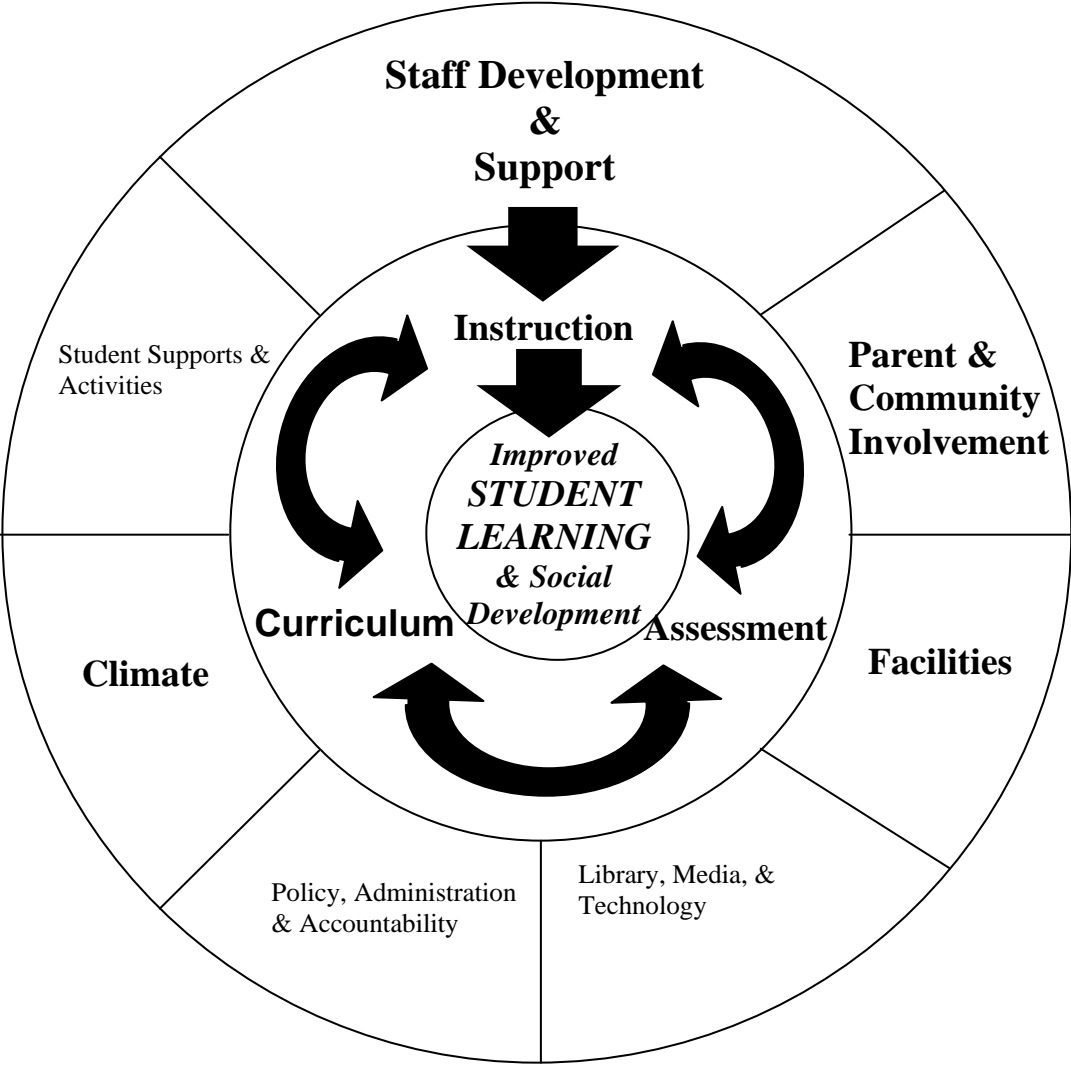 Staff Development
&
Support
Instruction
Student Supports &
Activities
Parent &
Community
Involvement
Improved
STUDENT
LEARNING
& Social
Development
Curriculum
Assessment
Climate
Facilities
Policy, Administration
& Accountability
Library, Media, &
Technology